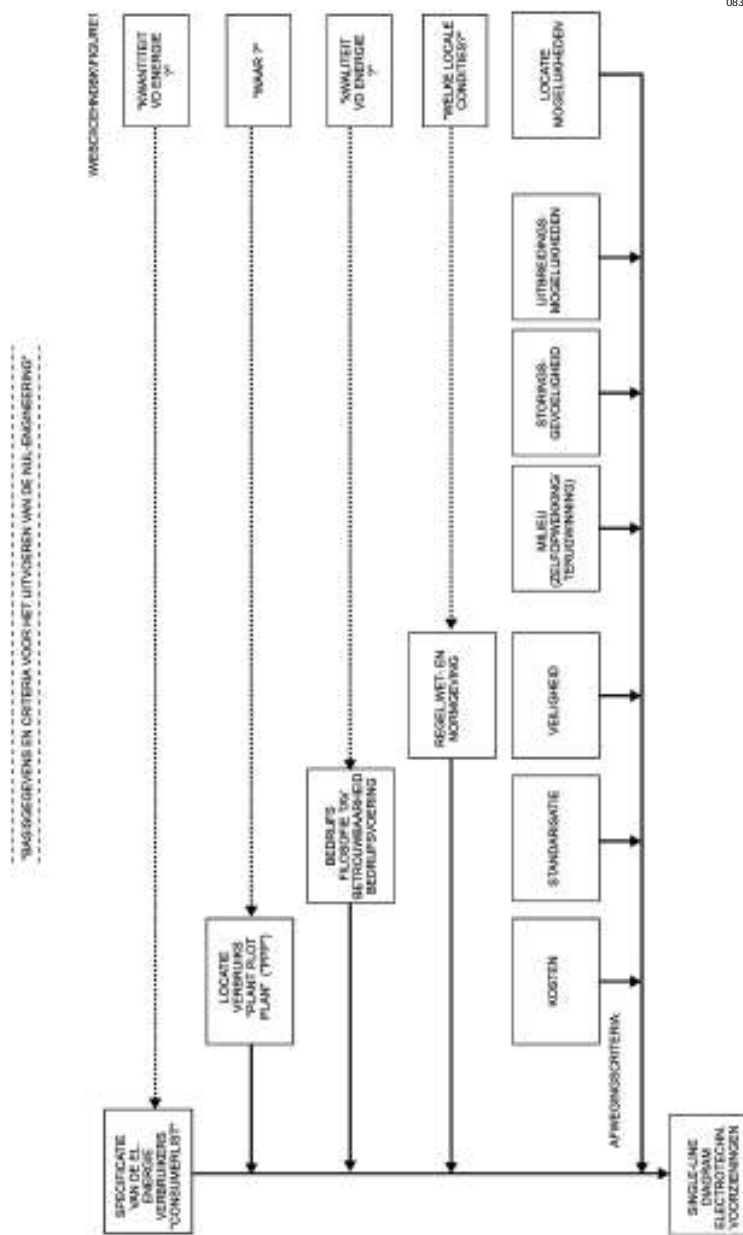 083
"BASISGEGEVENS EN CRITERIA VOOR HET UITVOEREN VAN DE NUL-ENGINEERING"
SPECIFICATIE
VAN DE EL.
ENERGIE
VERBRUIKERS
"CONSUMERLIST"
"KWANTITEIT
V/D ENERGIE
?"
LOCATIE
VERBRUIKS
"PLANT PLOT
PLAN" ("PPP")
"WAAR ?"
BEDRIJFS
FILOSOFIE
BETROUWBAARHEID
BEDRIJFSVOERING
"KWALITEIT
V/D ENERGIE
?"
REGEL,WET- EN
NORMGEVING
"WELKE LOCALE
CONDITIES?"
KOSTEN
STANDARISATIE
VEILIGHEID
MILIEU
(ZELFOPWEKKING/
TERUGWINNING)
STORINGS-
GEVOELIGHEID
UITBREIDINGS-
MOGELIJKHEDEN
LOCATIE
MOGELIJKHEDEN
AFWEGINGSCRITERIA:
SINGLE-LINE
DIAGRAM
ELECTROTECHN.
VOORZIENINGEN